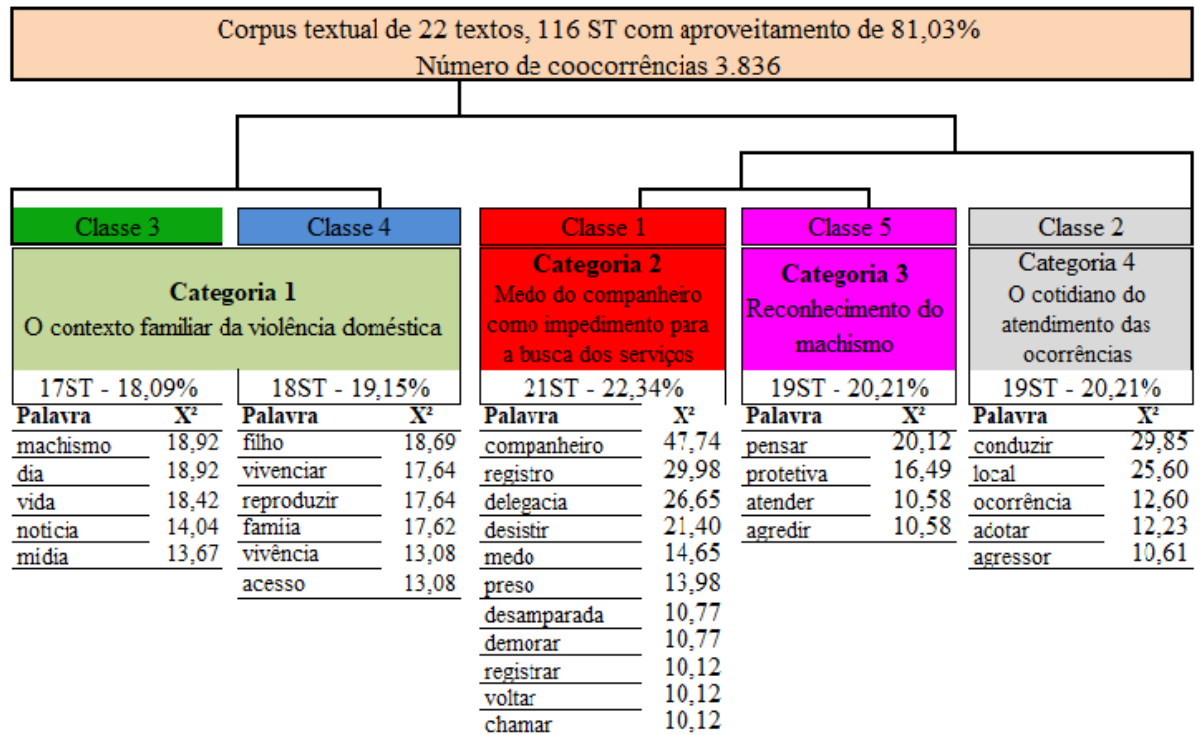 Corpus textual de 22 textos, 116 ST com aproveitamento de 81,03%
Número de coocorrências 3.836
Classe 3
Classe 4
Categoria 1
O contexto familiar da violência doméstica
17ST - 18,09%
18ST - 19,15%
Palavra X²
machismo 18,92
dia 18,92
vida 18,42
noticia 14,04
midia 13,67
Palavra X²
filho 18,69
vivenciar 17,64
reproduzir 17,64
famiia 17,62
vivência 13,08
acesso 13,08
Classe 1
Categoria 2
Medo do companheiro
como impedimento para
a busca dos serviços
21ST - 22,34%
Palavra X²
companheiro 47,74
registro 29,98
delegacia 26,65
desistir 21,40
medo 14,65
preso 13,98
desamparada 10,77
demorar 10,77
registrar 10,12
voltar 10,12
chamar 10,12
Classe 5
Categoria 3
Reconhecimento do
machismo
19ST - 20,21%
Palavra X²
pensar 20,12
protetiva 16,49
atender 10,58
agredir 10,58
Classe 2
Categoria 4
O cotidiano do
atendimento das
ocorrências
19ST - 20,21%
Palavra X²
conduzir 29,85
local 25,60
ocorrência 12,60
adotar 12,23
agressor 10,61